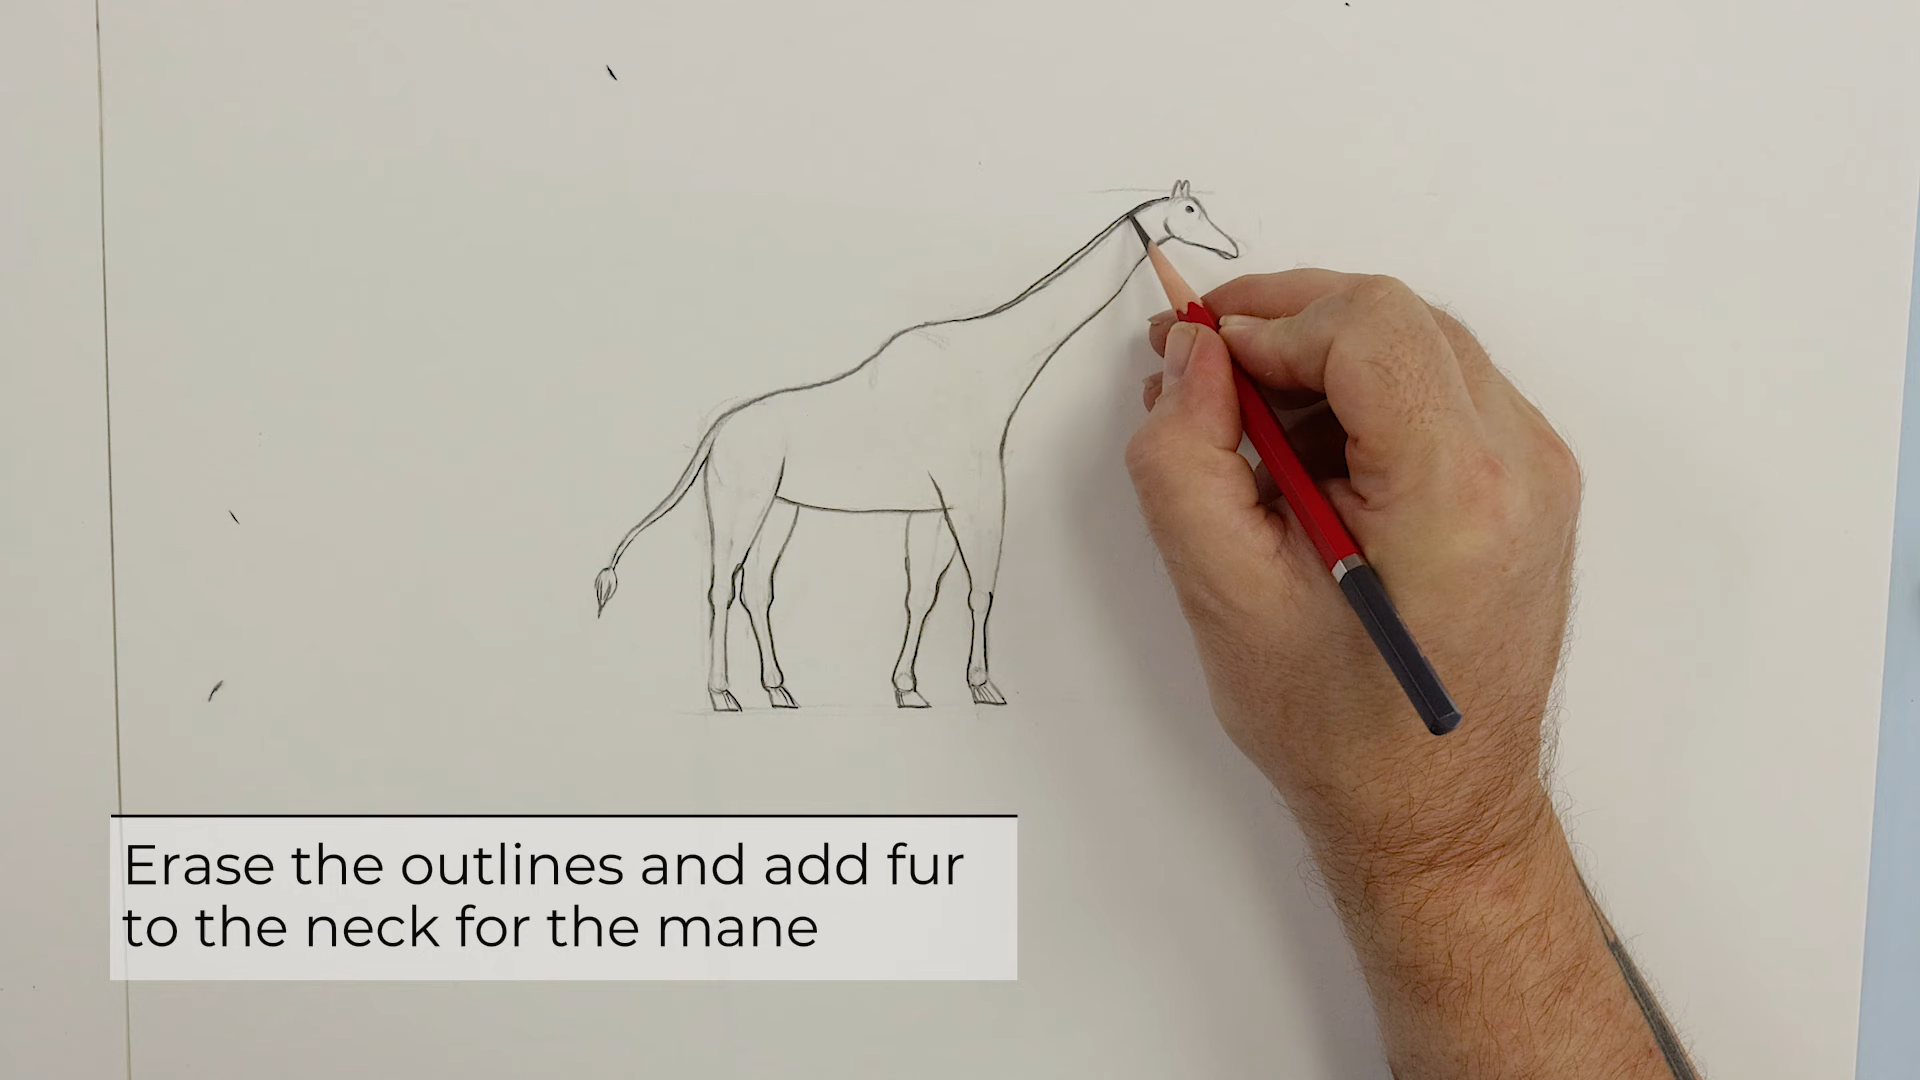 Erase the outlines and add fur
to the neck for the mane